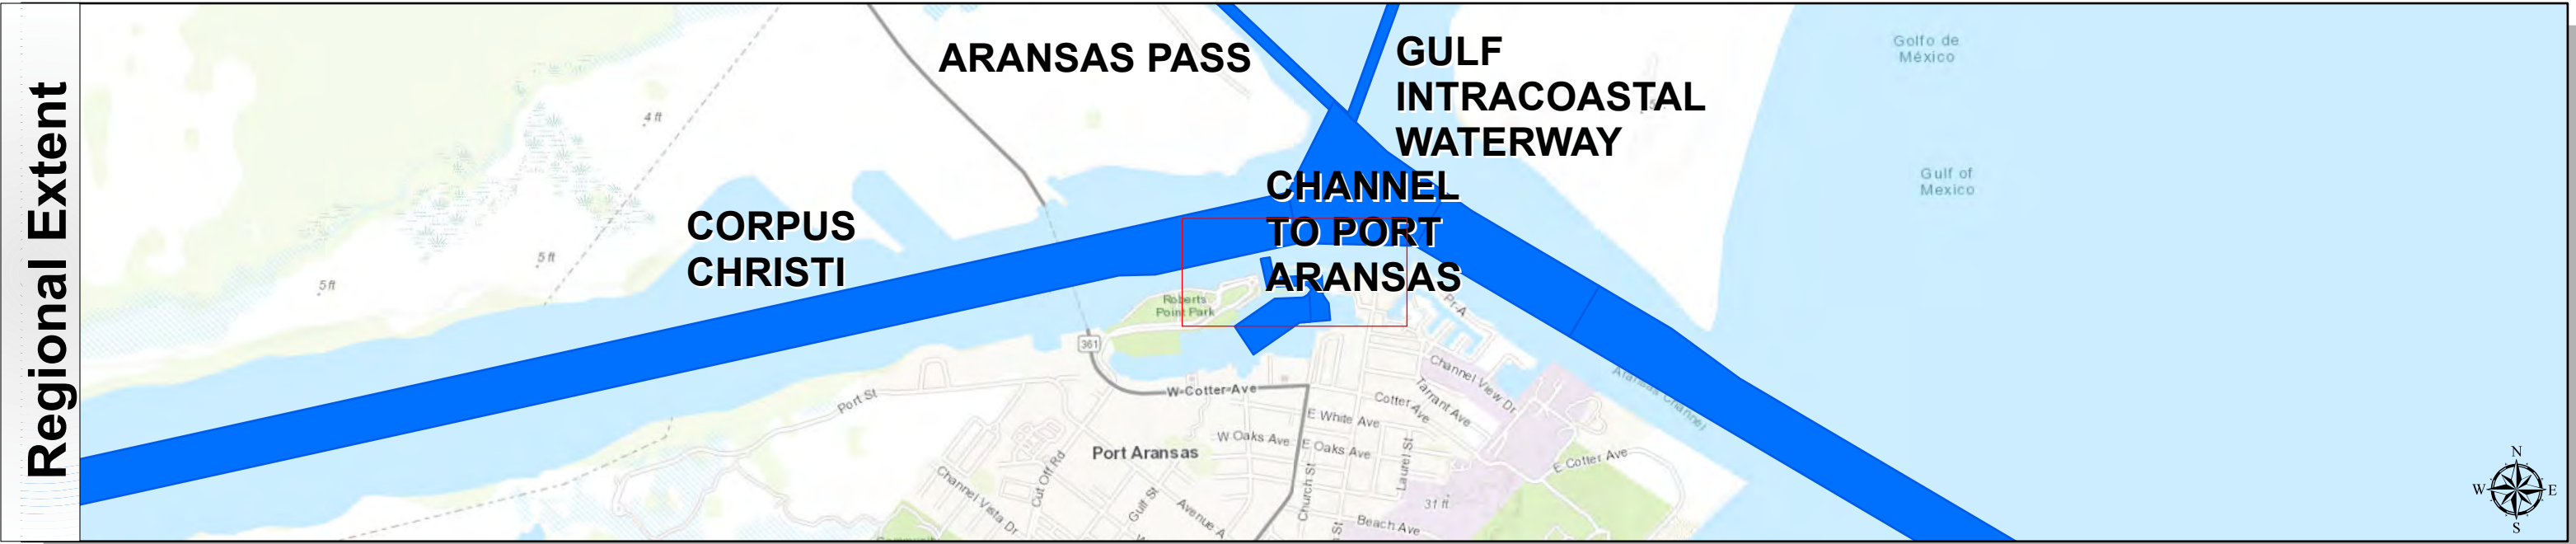 Regional Extent
ARANSAS PASS
GULF
INTRACOASTAL
WATERWAY
Golfo de
México
Gulf of
Mexico
4 ft
CHANNEL
TO PORT
ARANSAS
CORPUS
CHRISTI
5 ft
5 ft
Roberts
Point Park
Pr-A
361
Channel View Dr
Tarrant Ave
Aransas Channel
Port St
W Cotter Ave
Cotter Ave
E White Ave
W Oaks Ave
E Oaks Ave
Laurel St
Port Aransas
E Cotter Ave
Channel Vista Dr
Cut Off Rd
Gulf St
Avenue A
Church St
31 ft
Beach Ave
St
N
W
E
S